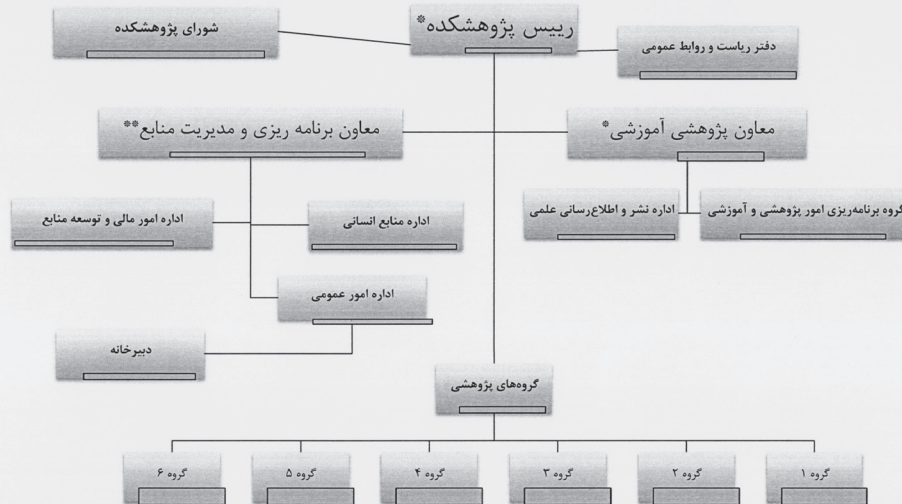 رییس پژوهشکده*
شورای پژوهشکده
دفتر ریاست و روابط عمومی
معاون پژوهشی آموزشی*
معاون برنامه ریزی و مدیریت منابع**
گروه برنامه‌ریزی امور پژوهشی و آموزشی
اداره نشر و اطلاع‌رسانی علمی
اداره منابع انسانی
اداره امور مالی و توسعه منابع
اداره امور عمومی
دبیرخانه
گروه‌های پژوهشی
گروه ۱
گروه ۲
گروه ۳
گروه ۴
گروه ۵
گروه ۶